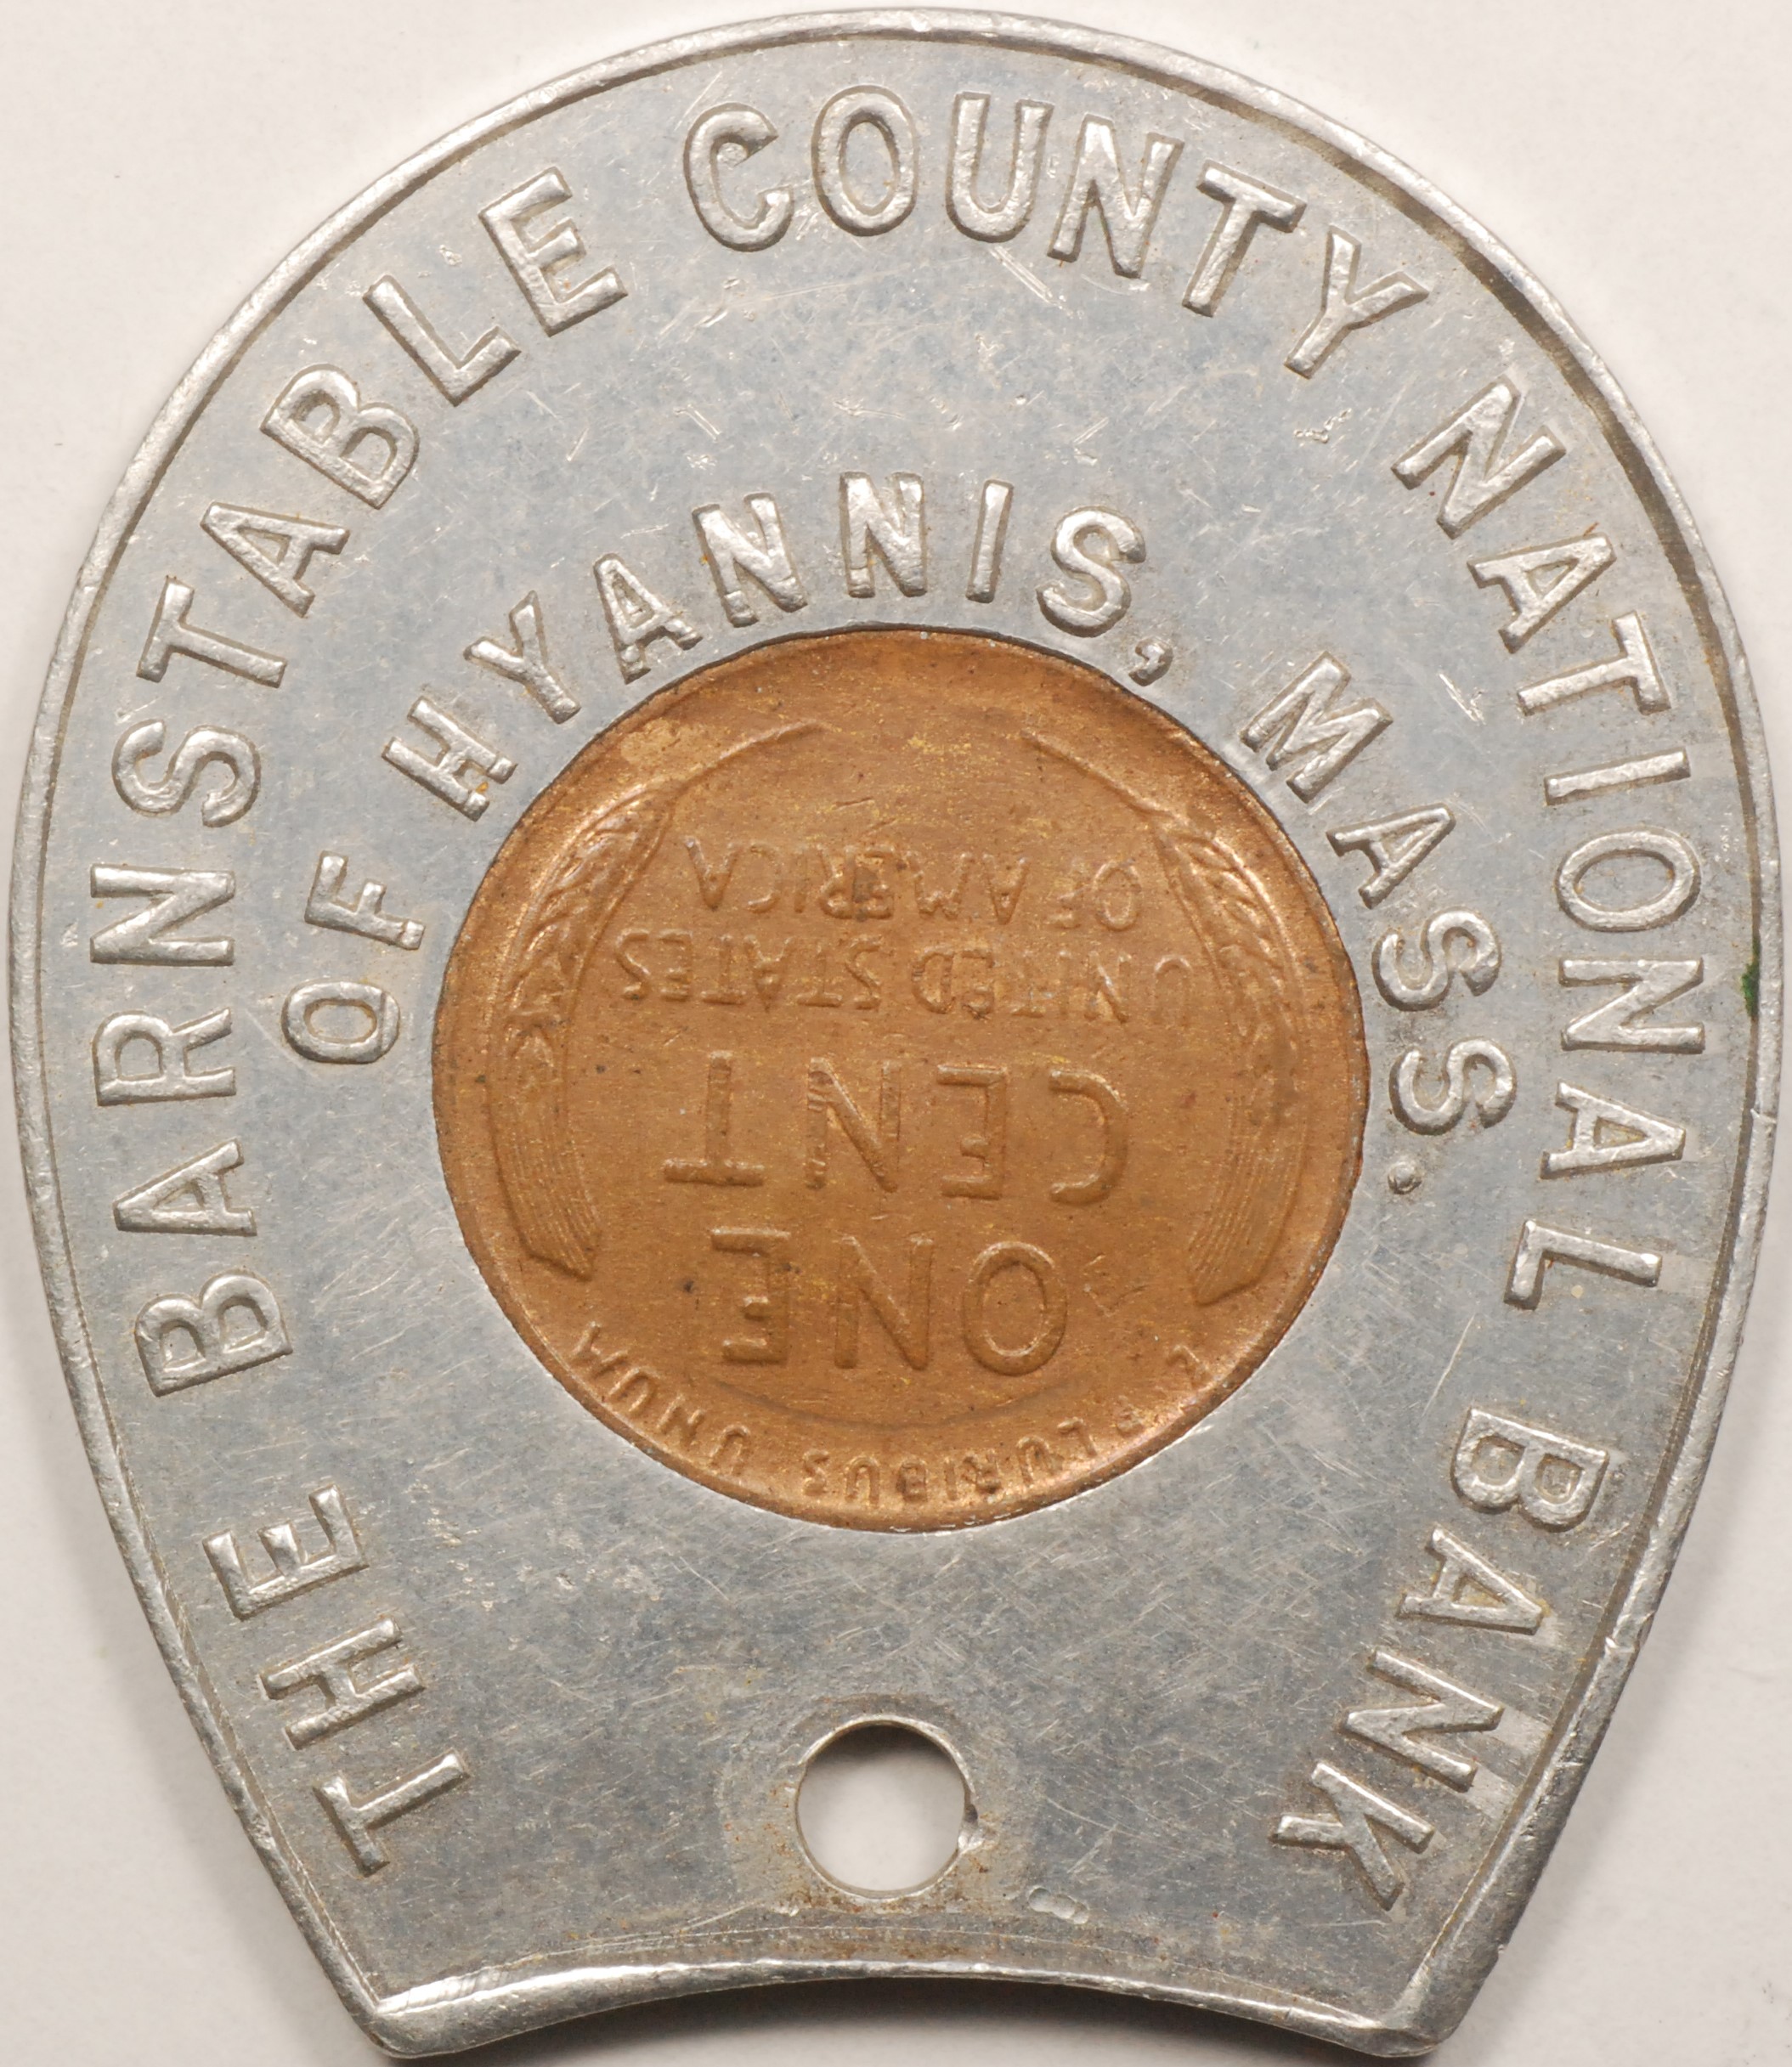 THE BARNSTABLE COUNTY NATIONAL BANK
OF HYANNIS, MASS.
E PLURIBUS UNUM
ONE
CENT
UNITED STATES
OF AMERICA